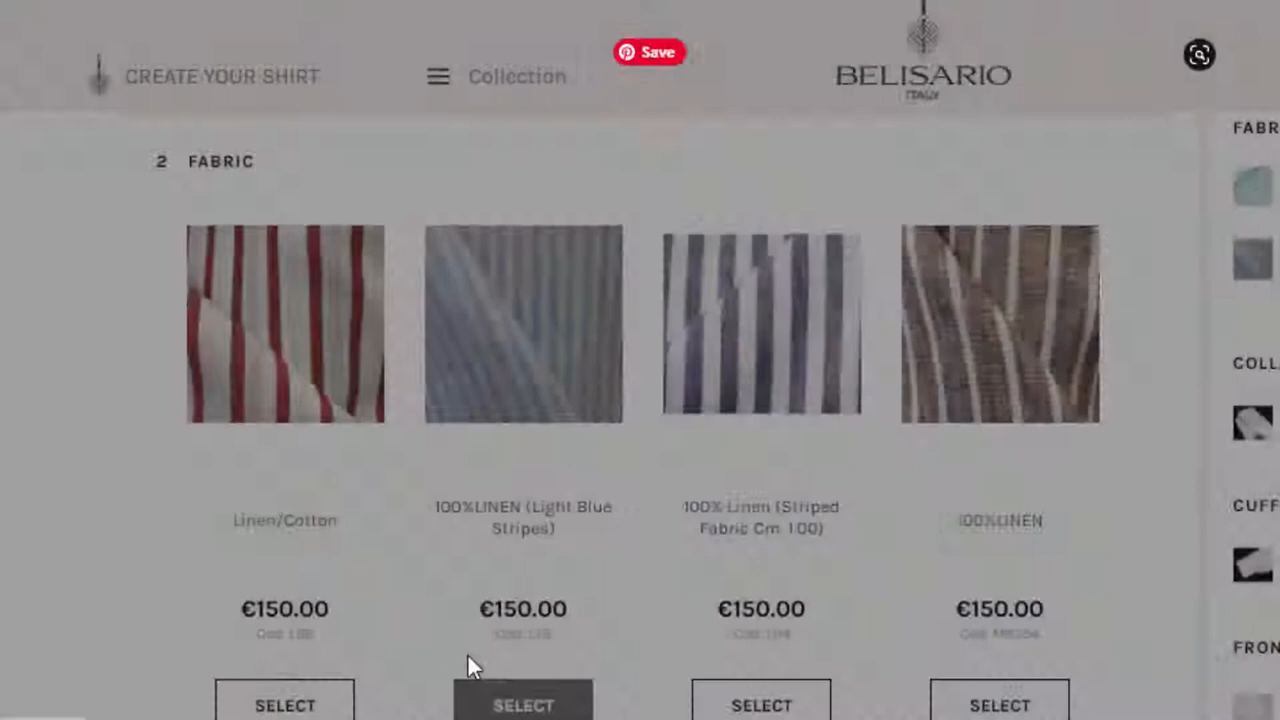 Save
CREATE YOUR SHIRT
Collection
BELISARIO
ITALY
2 FABRIC
FABR
COLL
CUFF
FRON
Linen/Cotton
100%LINEN (Light Blue
Stripes)
100% Linen (Striped
Fabric Cm. 100)
100%LINEN
€150.00
€150.00
€150.00
€150.00
SELECT
SELECT
SELECT
SELECT